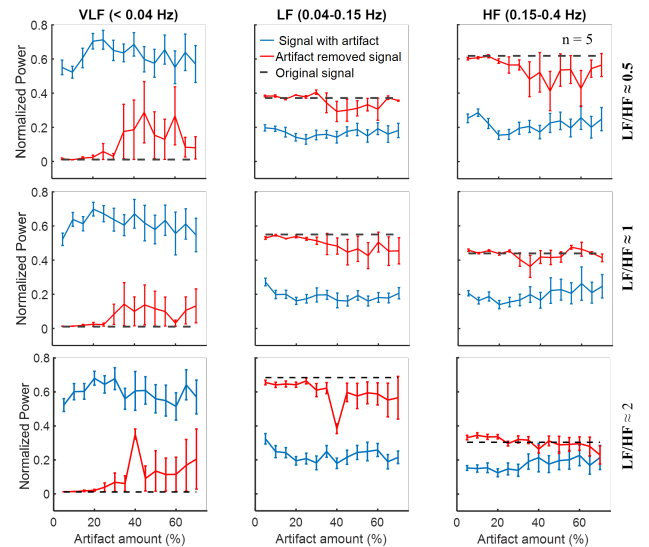 VLF (< 0.04 Hz) LF (0.04-0.15 Hz) HF (0.15-0.4 Hz)
Normalized Power
0.8
0.6
0.4
0.2
0
Signal with artifact
Artifact removed signal
Original signal
n = 5
LF/HF ≈ 0.5
Normalized Power
0.8
0.6
0.4
0.2
0
LF/HF ≈ 1
Normalized Power
0.8
0.6
0.4
0.2
0
LF/HF ≈ 2
0 20 40 60 0 20 40 60 0 20 40 60
Artifact amount (%) Artifact amount (%) Artifact amount (%)